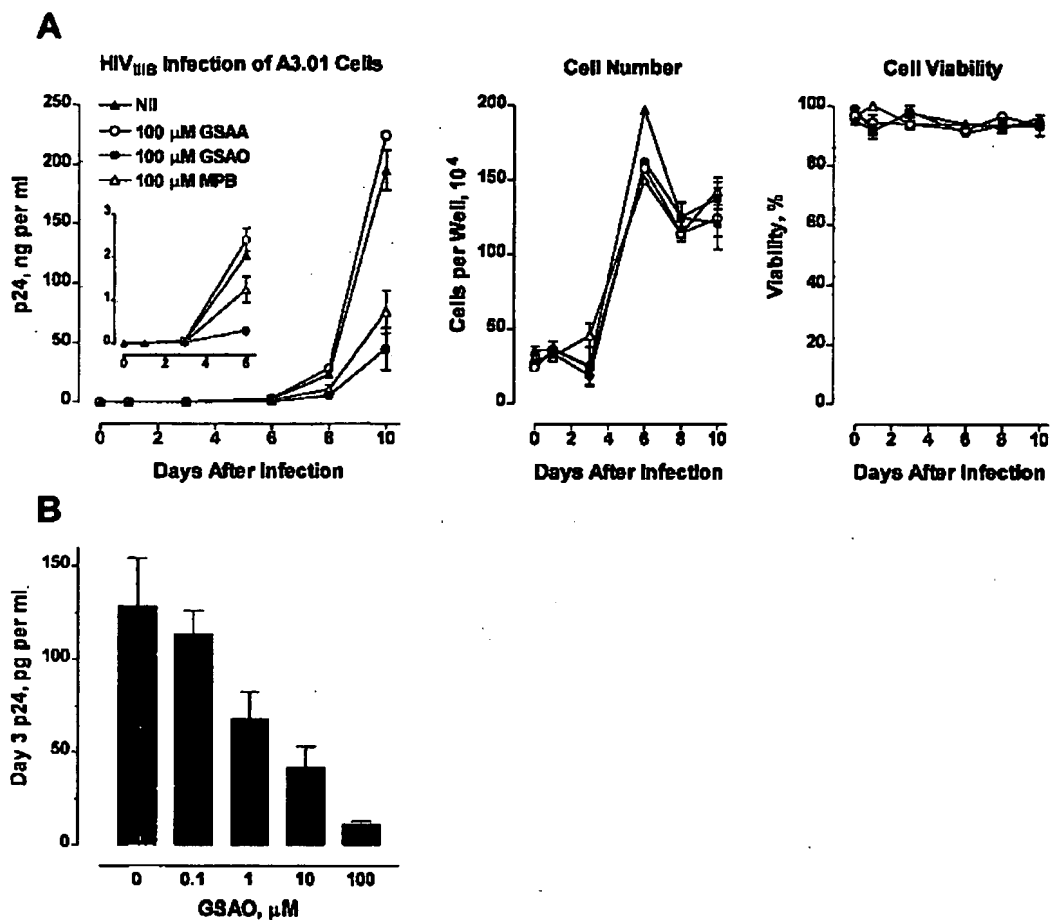 A
HIVIIIB Infection of A3.01 Cells
Nil
100 µM GSAA
100 µM GSAO
100 µM MPB
250
200
150
100
50
0
p24, ng per ml
3
2
1
0
0 2 4 6
0 2 4 6 8 10
Days After Infection
Cell Number
200
150
100
50
0
Cells per Well, 10⁴
0 2 4 6 8 10
Days After Infection
Cell Viability
100
80
60
40
20
0
Viability, %
0 2 4 6 8 10
Days After Infection
B
150
100
50
0
Day 3 p24, pg per ml.
0 0.1 1 10 100
GSAO, µM